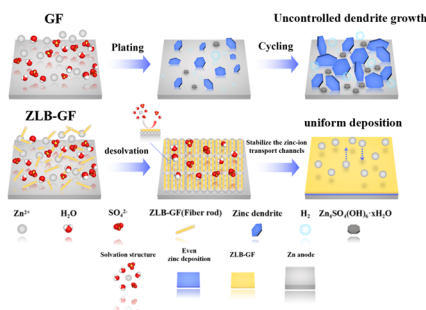 GF
Uncontrolled dendrite growth
Plating
Cycling
ZLB-GF
uniform deposition
desolvation
Stabilize the zinc-ion
transport channels
Zn²⁺
H₂O
SO₄²⁻
ZLB-GF(Fiber rod)
Zinc dendrite
H₂
Zn₄SO₄(OH)₆·xH₂O
Solvation structure
Even
zinc deposition
ZLB-GF
Zn anode